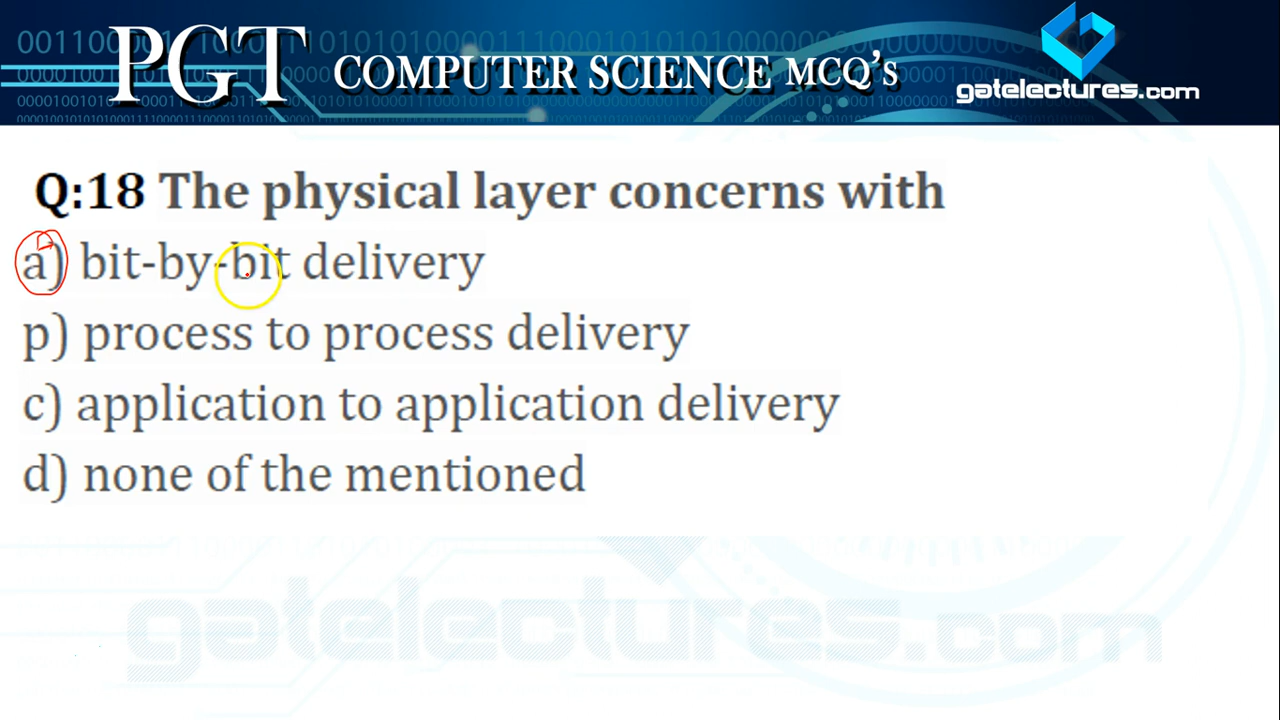 PGT COMPUTER SCIENCE MCQ's
gatelectures.com
Q:18 The physical layer concerns with
a) bit-by-bit delivery
p) process to process delivery
c) application to application delivery
d) none of the mentioned
gatelectures.com